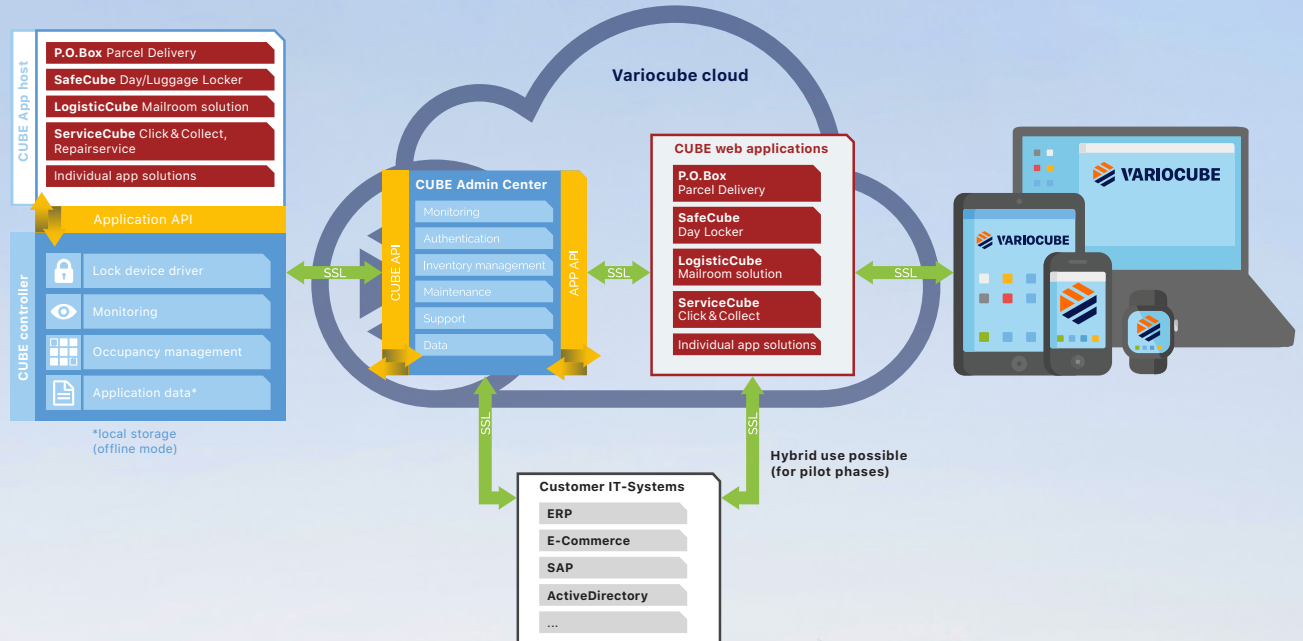 CUBE App host
P.O.Box Parcel Delivery
SafeCube Day/Luggage Locker
LogisticCube Mailroom solution
ServiceCube Click & Collect,
Repairservice
Individual app solutions
Application API
CUBE controller
Lock device driver
Monitoring
Occupancy management
Application data*
*local storage
(offline mode)
SSL
Variocube cloud
CUBE API
CUBE Admin Center
Monitoring
Authentication
Inventory management
Maintenance
Support
Data
APP API
SSL
CUBE web applications
P.O.Box
Parcel Delivery
SafeCube
Day Locker
LogisticCube
Mailroom solution
ServiceCube
Click & Collect
Individual app solutions
SSL
VARIOCUBE
VARIOCUBE
SSL
SSL
Hybrid use possible
(for pilot phases)
Customer IT-Systems
ERP
E-Commerce
SAP
ActiveDirectory
...